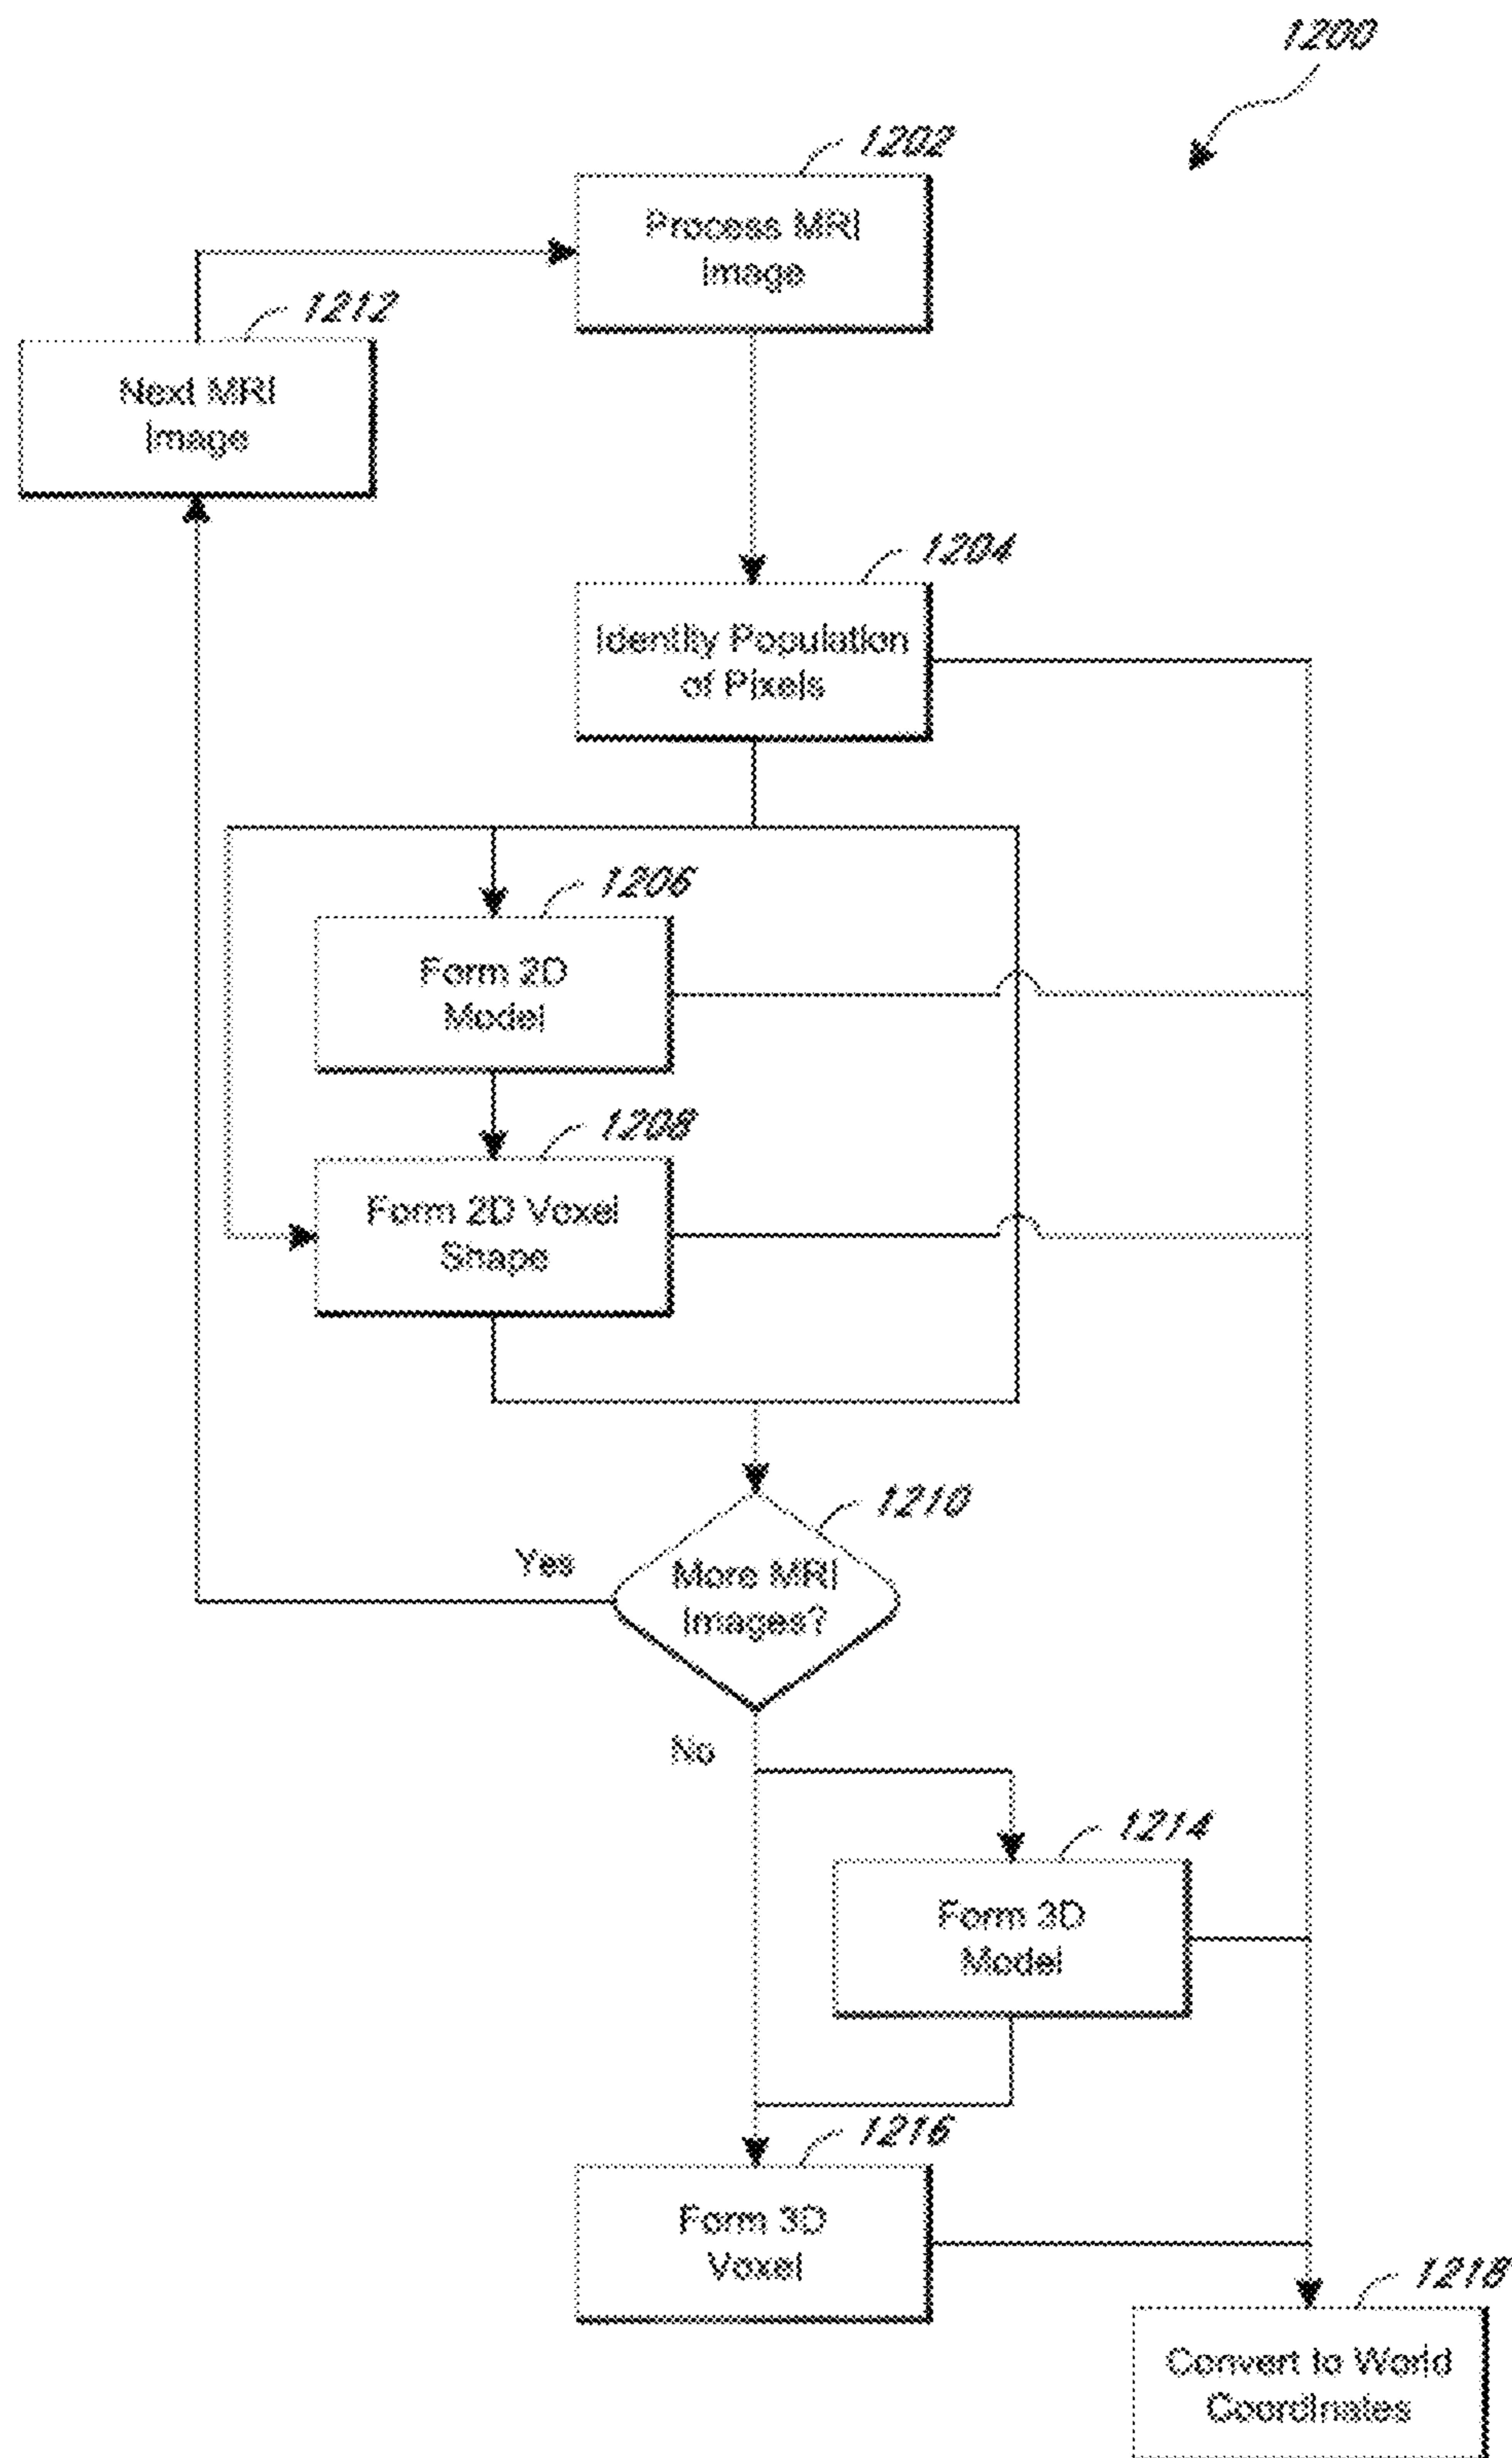 1200
1202
Process MRI
Image
1212
Next MRI
Image
1204
Identity Population
of Pixels
1206
Form 2D
Model
1208
Form 2D Voxel
Shape
1210
Yes
More MRI
Images?
No
1214
Form 3D
Model
1216
Form 3D
Voxel
1218
Convert to World
Coordinates